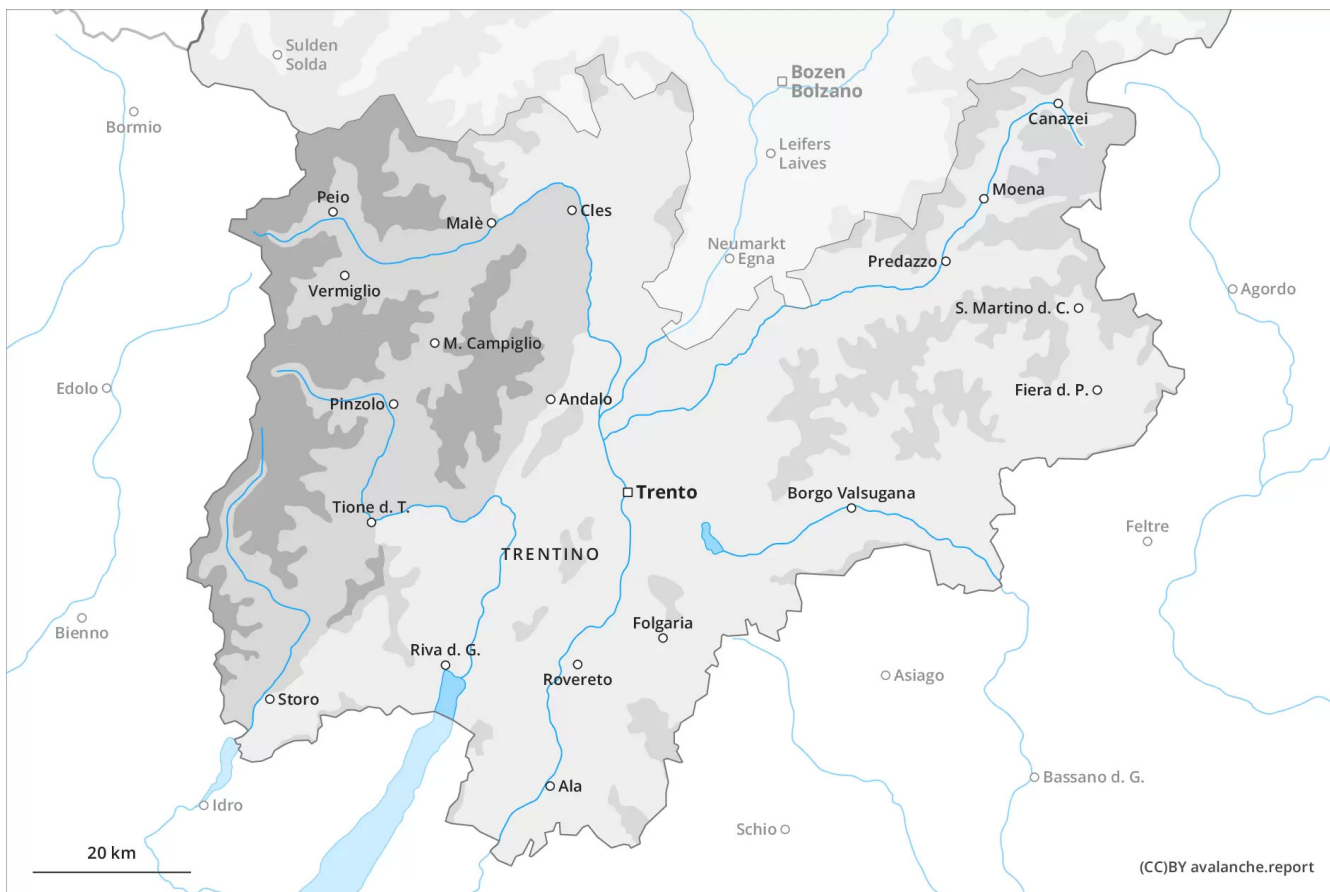 Sulden
Solda
Bozen
Bolzano
Bormio
Canazei
Leifers
Laives
Peio
Moena
Malè
Cles
Neumarkt
Egna
Predazzo
Vermiglio
Agordo
S. Martino d. C.
M. Campiglio
Edolo
Fiera d. P.
Pinzolo
Andalo
Trento
Borgo Valsugana
Tione d. T.
Feltre
TRENTINO
Bienno
Folgaria
Riva d. G.
Rovereto
Asiago
Storo
Bassano d. G.
Ala
Idro
Schio
20 km
(CC)BY avalanche.report